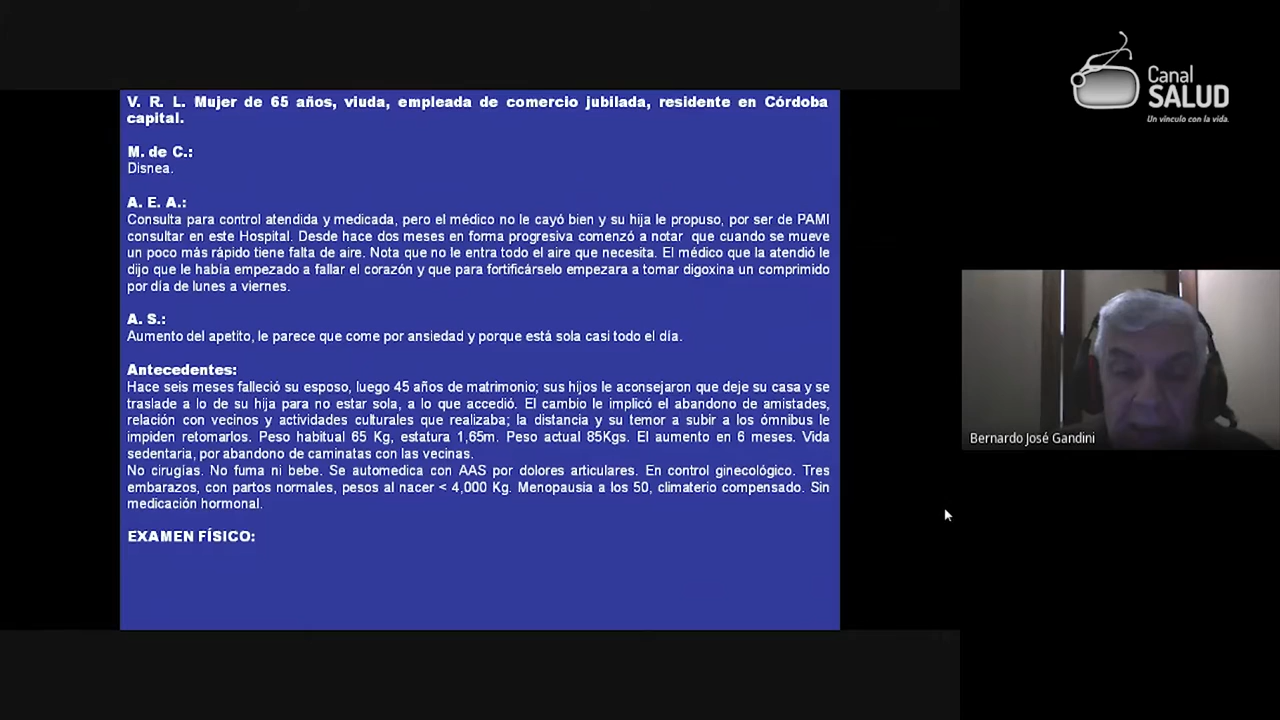 V. R. L. Mujer de 65 años, viuda, empleada de comercio jubilada, residente en Córdoba
capital.
M. de C.:
Disnea.
A. E. A.:
Consulta para control atendida y medicada, pero el médico no le cayó bien y su hija le propuso, por ser de PAMI
consultar en este Hospital. Desde hace dos meses en forma progresiva comenzó a notar que cuando se mueve
un poco más rápido tiene falta de aire. Nota que no le entra todo el aire que necesita. El médico que la atendió le
dijo que le había empezado a fallar el corazón y que para fortificárselo empezara a tomar digoxina un comprimido
por día de lunes a viernes.
A. S.:
Aumento del apetito, le parece que come por ansiedad y porque está sola casi todo el día.
Antecedentes:
Hace seis meses falleció su esposo, luego 45 años de matrimonio; sus hijos le aconsejaron que deje su casa y se
traslade a lo de su hija para no estar sola, a lo que accedió. El cambio le implicó el abandono de amistades,
relación con vecinos y actividades culturales que realizaba; la distancia y su temor a subir a los ómnibus le
impiden retomarlos. Peso habitual 65 Kg, estatura 1,65m. Peso actual 85Kgs. El aumento en 6 meses. Vida
sedentaria, por abandono de caminatas con las vecinas.
No cirugías. No fuma ni bebe. Se automedica con AAS por dolores articulares. En control ginecológico. Tres
embarazos, con partos normales, pesos al nacer < 4,000 Kg. Menopausia a los 50, climaterio compensado. Sin
medicación hormonal.
EXAMEN FÍSICO:
Canal
SALUD
Un vínculo con la vida.
Bernardo José Gandini